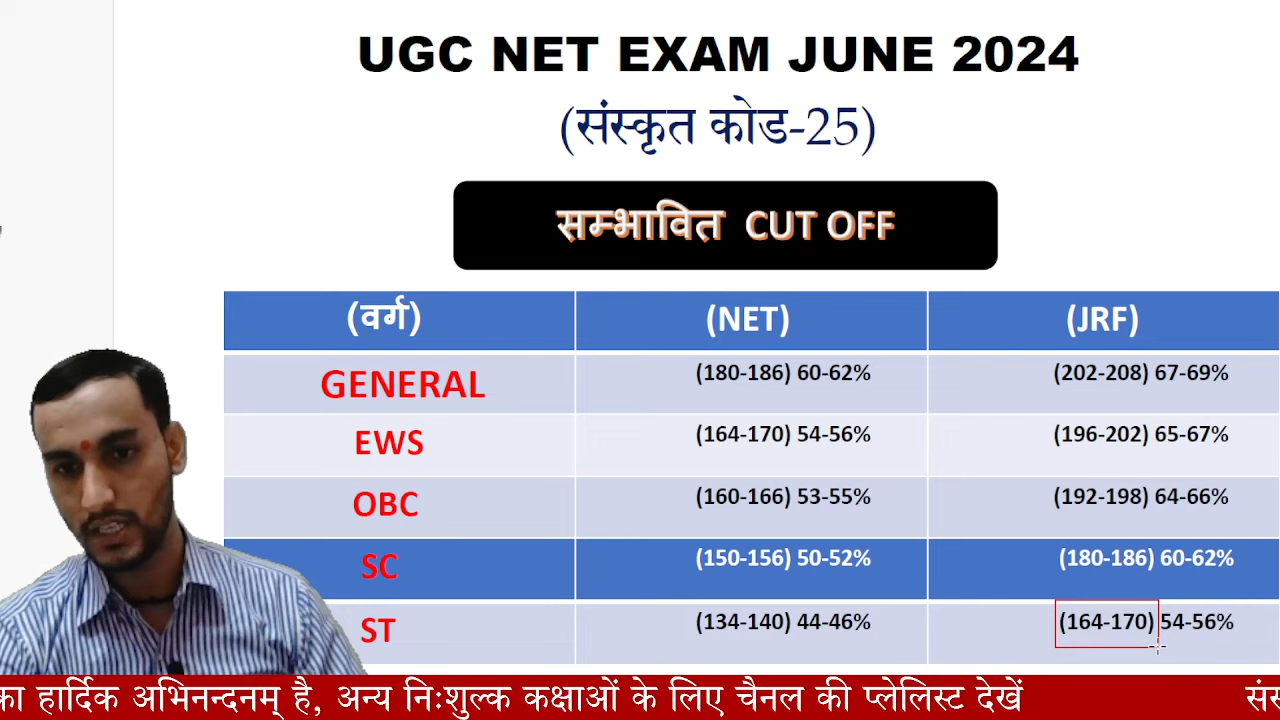 UGC NET EXAM JUNE 2024
(संस्कृत कोड-25)
सम्भावित CUT OFF
(वर्ग) (NET) (JRF)
GENERAL (180-186) 60-62% (202-208) 67-69%
EWS (164-170) 54-56% (196-202) 65-67%
OBC (160-166) 53-55% (192-198) 64-66%
SC (150-156) 50-52% (180-186) 60-62%
ST (134-140) 44-46% (164-170) 54-56%
का हार्दिक अभिनन्दनम् है, अन्य निःशुल्क कक्षाओं के लिए चैनल की प्लेलिस्ट देखें